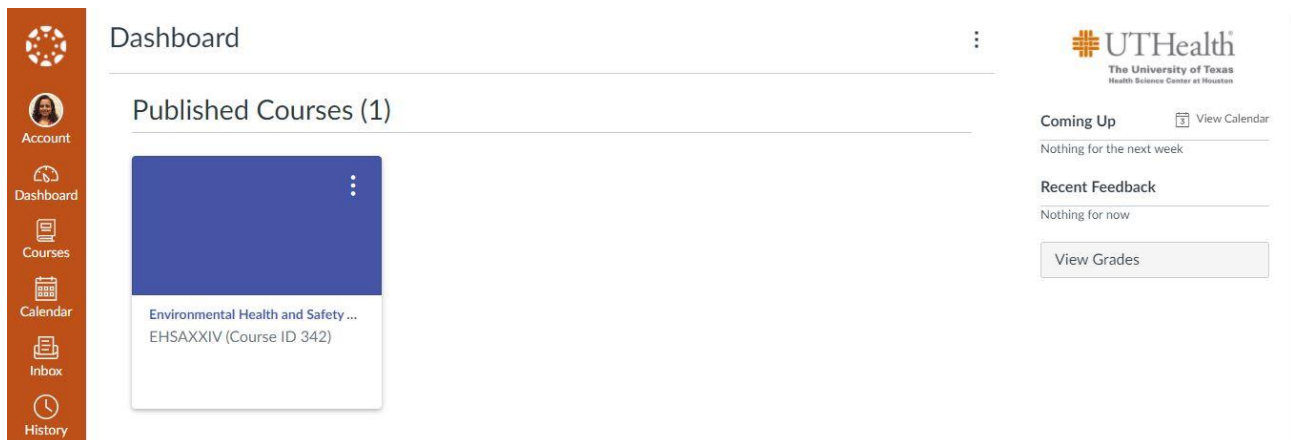 Account
Dashboard
Courses
Calendar
Inbox
History
Dashboard
Published Courses (1)
Environmental Health and Safety ...
EHSAXXIV (Course ID 342)
UTHealth
The University of Texas
Health Science Center at Houston
Coming Up
3
View Calendar
Nothing for the next week
Recent Feedback
Nothing for now
View Grades